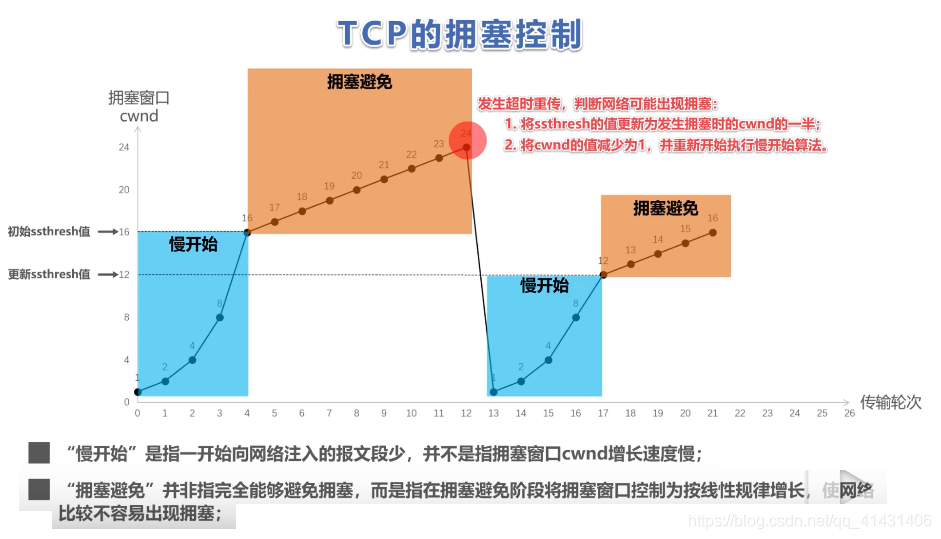 TCP的拥塞控制
拥塞避免
拥塞窗口
cwnd
发生超时重传，判断网络可能出现拥塞：
1. 将ssthresh的值更新为发生拥塞时的cwnd的一半；
2. 将cwnd的值减少为1，并重新开始执行慢开始算法。
24
20
初始ssthresh值
16
更新ssthresh值
12
8
4
0
慢开始
1
2
4
8
16
17
18
19
20
21
22
23
24
慢开始
1
2
4
8
拥塞避免
12
13
14
15
16
0 1 2 3 4 5 6 7 8 9 10 11 12 13 14 15 16 17 18 19 20 21 22 23 24 25 26
传输轮次
“慢开始”是指一开始向网络注入的报文段少，并不是指拥塞窗口cwnd增长速度慢；
“拥塞避免”并非指完全能够避免拥塞，而是指在拥塞避免阶段将拥塞窗口控制为按线性规律增长，使网络
比较不容易出现拥塞；
https://blog.csdn.net/qq_41431406